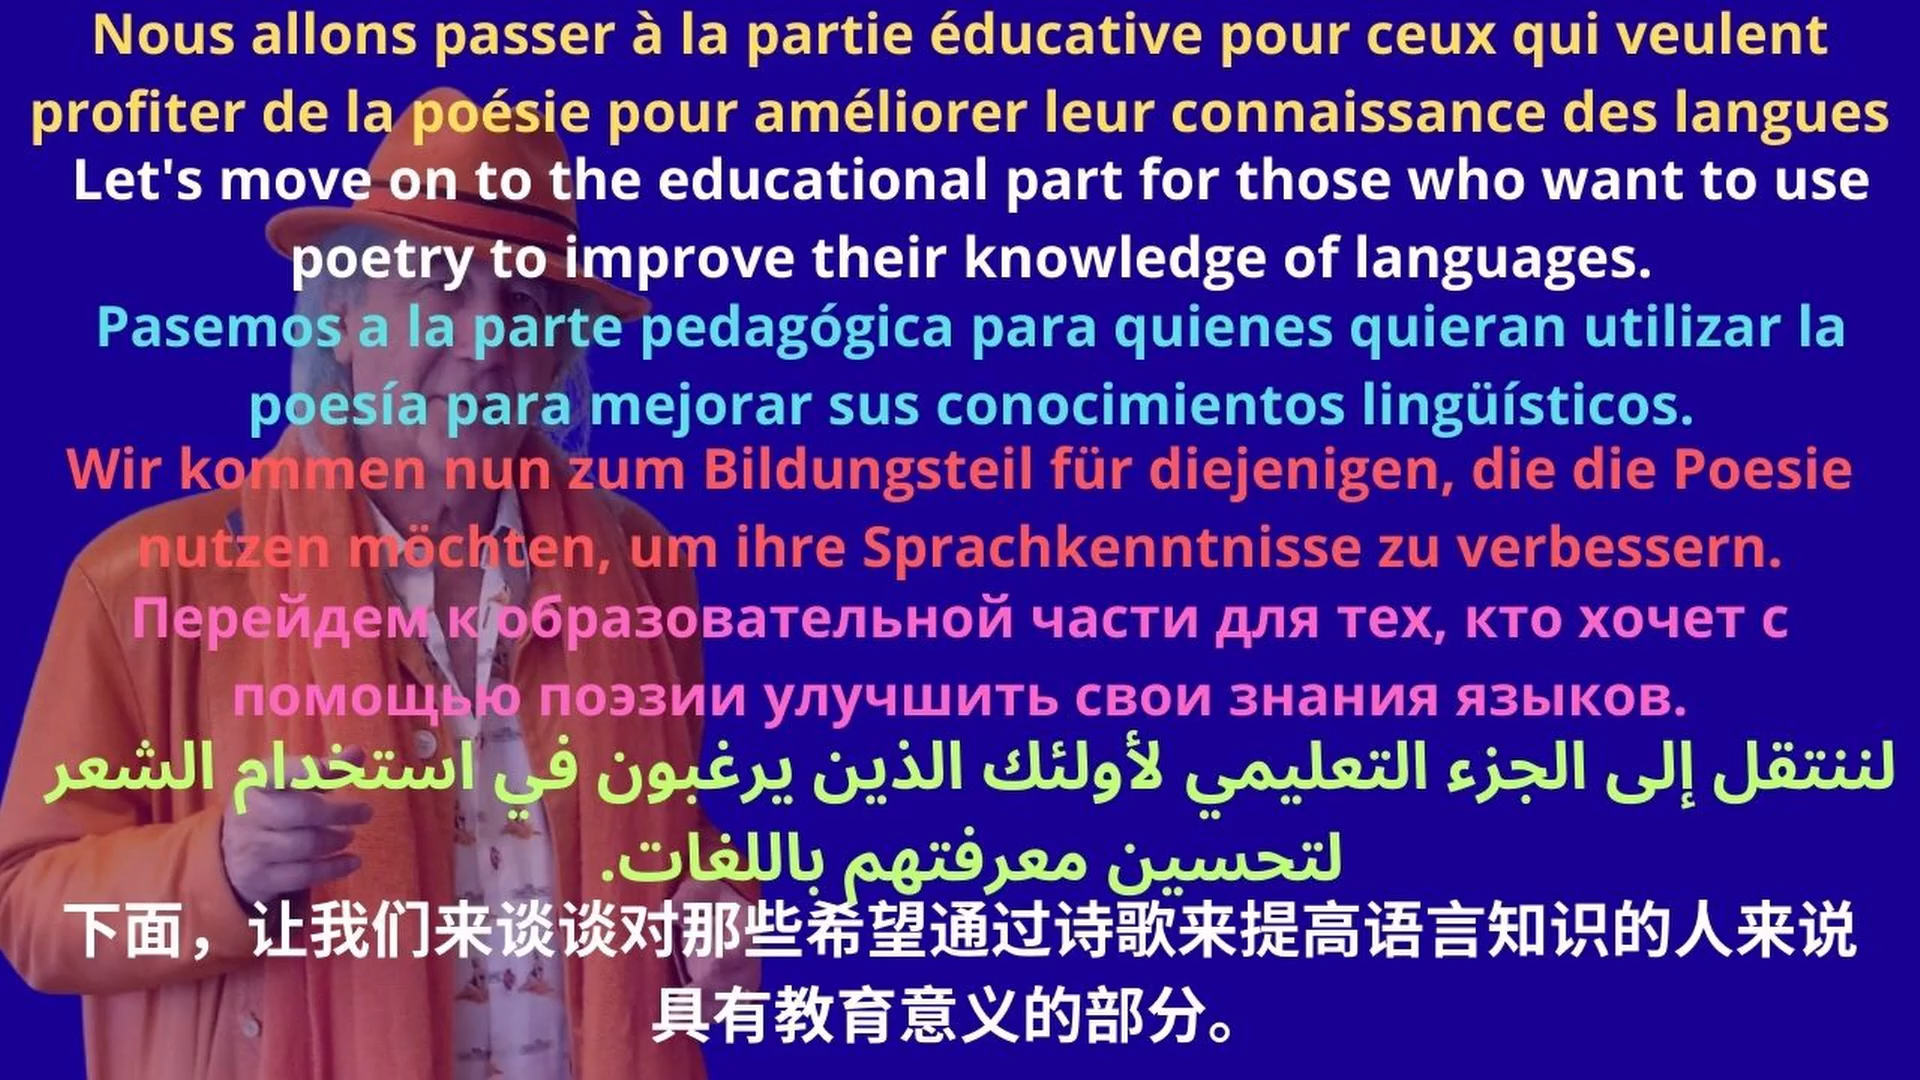 Nous allons passer à la partie éducative pour ceux qui veulent
profiter de la poésie pour améliorer leur connaissance des langues
Let's move on to the educational part for those who want to use
poetry to improve their knowledge of languages.
Pasemos a la parte pedagógica para quienes quieran utilizar la
poesía para mejorar sus conocimientos lingüísticos.
Wir kommen nun zum Bildungsteil für diejenigen, die die Poesie
nutzen möchten, um ihre Sprachkenntnisse zu verbessern.
Перейдем к образовательной части для тех, кто хочет с
помощью поэзии улучшить свои знания языков.
لننتقل إلى الجزء التعليمي لأولئك الذين يرغبون في استخدام الشعر
لتحسين معرفتهم باللغات.
下面，让我们来谈谈对那些希望通过诗歌来提高语言知识的人来说
具有教育意义的部分。